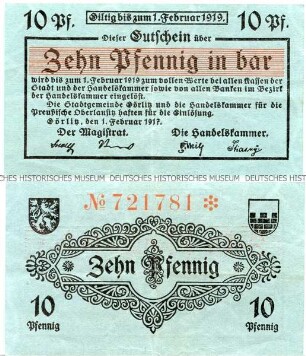 10 Pf. Giltig bis zum 1. Februar 1919. 10 Pf.
Dieser Gutschein über
Zehn Pfennig in bar
wird bis zum 1. Februar 1919 zum vollen Werte bei allen Kassen der
Stadt und der Handelskammer sowie von allen Banken im Bezirk
der Handelskammer eingelöst.
Die Stadtgemeinde Görlitz und die Handelskammer für die
Preußische Oberlausitz haften für die Einlösung.
Görlitz, den 1. Februar 1917.
Der Magistrat. Die Handelskammer.
DEUTSCHES HISTORISCHES MUSEUM DEUTSCHES HISTORISCHES MUSEUM
№ 721781 *
Zehn Pfennig
10 10
Pfennig Pfennig